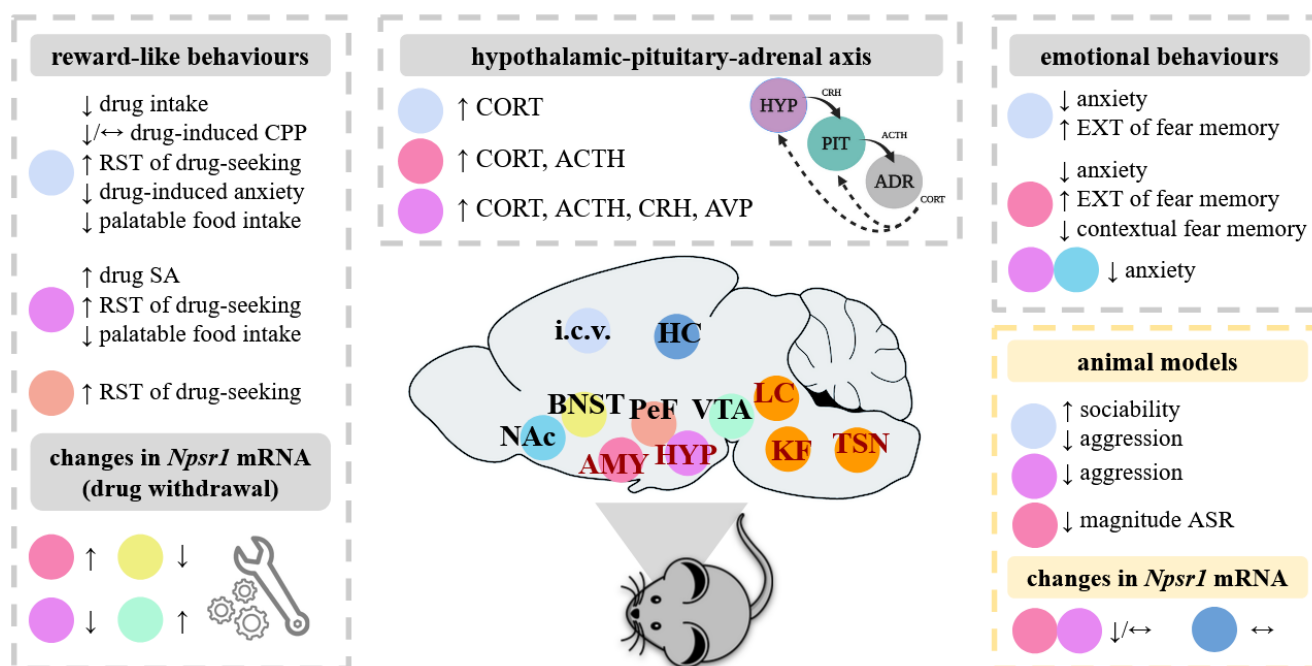 reward-like behaviours
↓ drug intake
↓/↔ drug-induced CPP
↑ RST of drug-seeking
↓ drug-induced anxiety
↓ palatable food intake
↑ drug SA
↑ RST of drug-seeking
↓ palatable food intake
↑ RST of drug-seeking
changes in Npsr1 mRNA
(drug withdrawal)
↑ ↓
↓ ↑
hypothalamic-pituitary-adrenal axis
↑ CORT
↑ CORT, ACTH
↑ CORT, ACTH, CRH, AVP
HYP
CRH
PIT
ACTH
ADR
CORT
i.c.v.
HC
BNST
PeF
VTA
LC
NAc
AMY
HYP
KF
TSN
emotional behaviours
↓ anxiety
↑ EXT of fear memory
↓ anxiety
↑ EXT of fear memory
↓ contextual fear memory
↓ anxiety
animal models
↑ sociability
↓ aggression
↓ aggression
↓ magnitude ASR
changes in Npsr1 mRNA
↓/↔ ↔